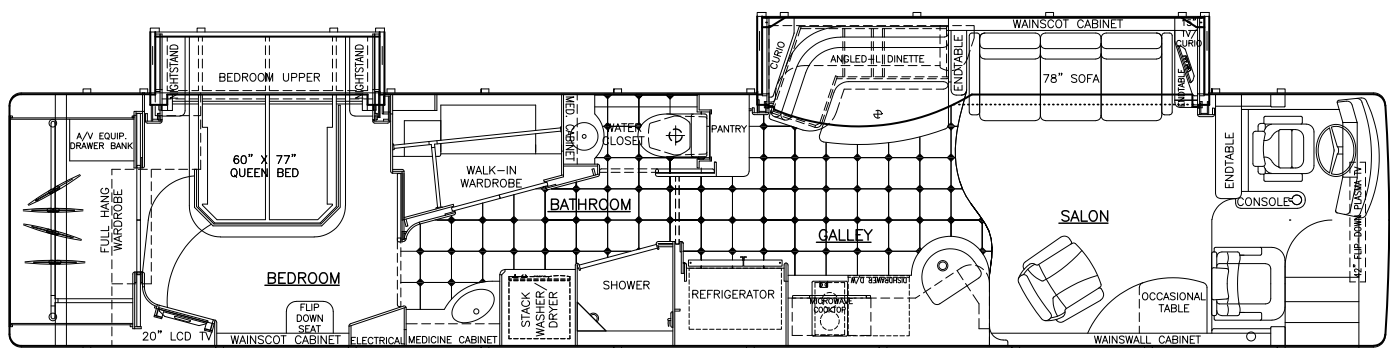 WAINSCOT CABINET
15" TV/
CURIO
CURIO
ANGLED-L DINETTE
ENDTABLE
78" SOFA
ENDTABLE
NIGHTSTAND
BEDROOM UPPER
NIGHTSTAND
A/V EQUIP.
DRAWER BANK
60" X 77"
QUEEN BED
WALK-IN
WARDROBE
MED. CABINET
WATER
CLOSET
PANTRY
ENDTABLE
CONSOLE
42" FLIP DOWN PLASMA TV
FULL HANG
WARDROBE
BATHROOM
GALLEY
SALON
BEDROOM
SHOWER
REFRIGERATOR
MICROWAVE
COOKTOP
DISHDRAWER D/W
OCCASIONAL
TABLE
STACK
WASHER/
DRYER
FLIP
DOWN
SEAT
20" LCD TV
WAINSCOT CABINET
ELECTRICAL
MEDICINE CABINET
WAINSWALL CABINET